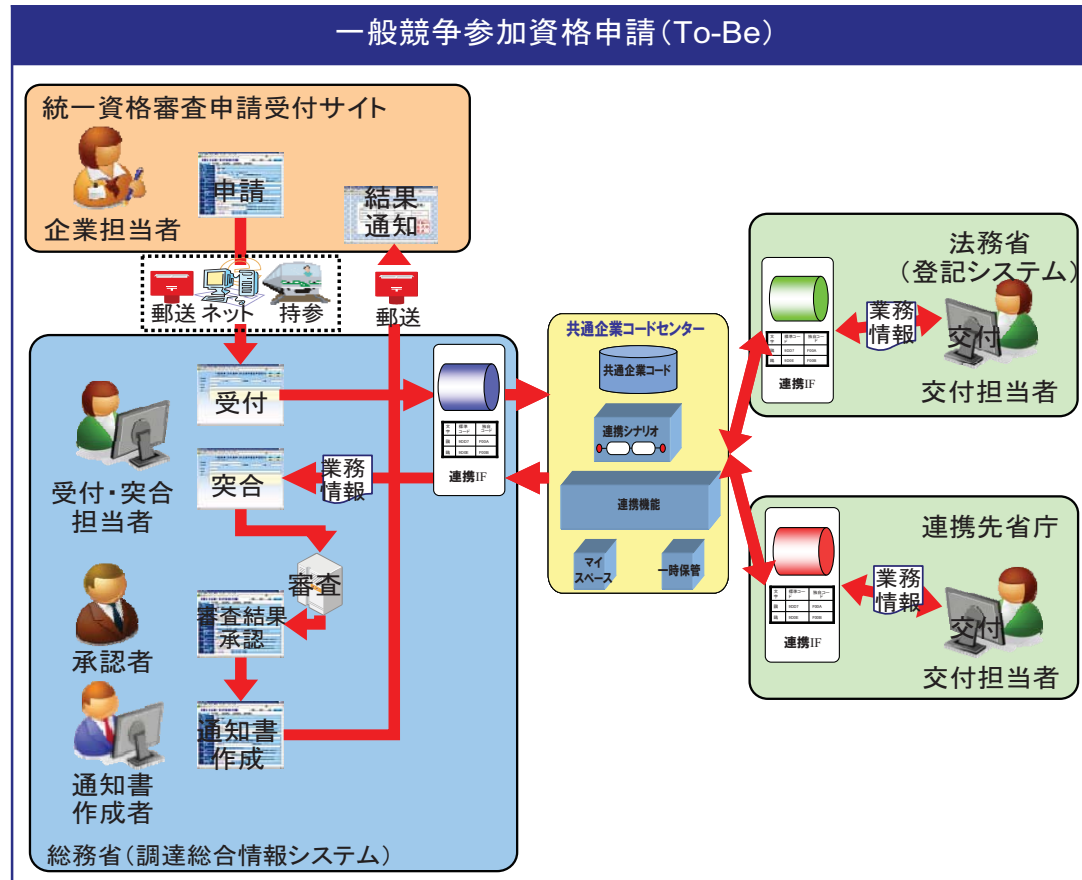 一般競争参加資格申請(To-Be)
統一資格審査申請受付サイト
企業担当者
申請
結果
通知
郵送
ネット
持参
郵送
受付
受付・突合
担当者
突合
業務
情報
連携IF
審査
審査結果
承認
承認者
通知書
作成
通知書
作成者
総務省(調達総合情報システム)
共通企業コードセンター
共通企業コード
連携シナリオ
連携機能
マイ
スペース
一時保管
法務省
(登記システム)
業務
情報
交付
連携IF
交付担当者
連携先省庁
業務
情報
交付
連携IF
交付担当者